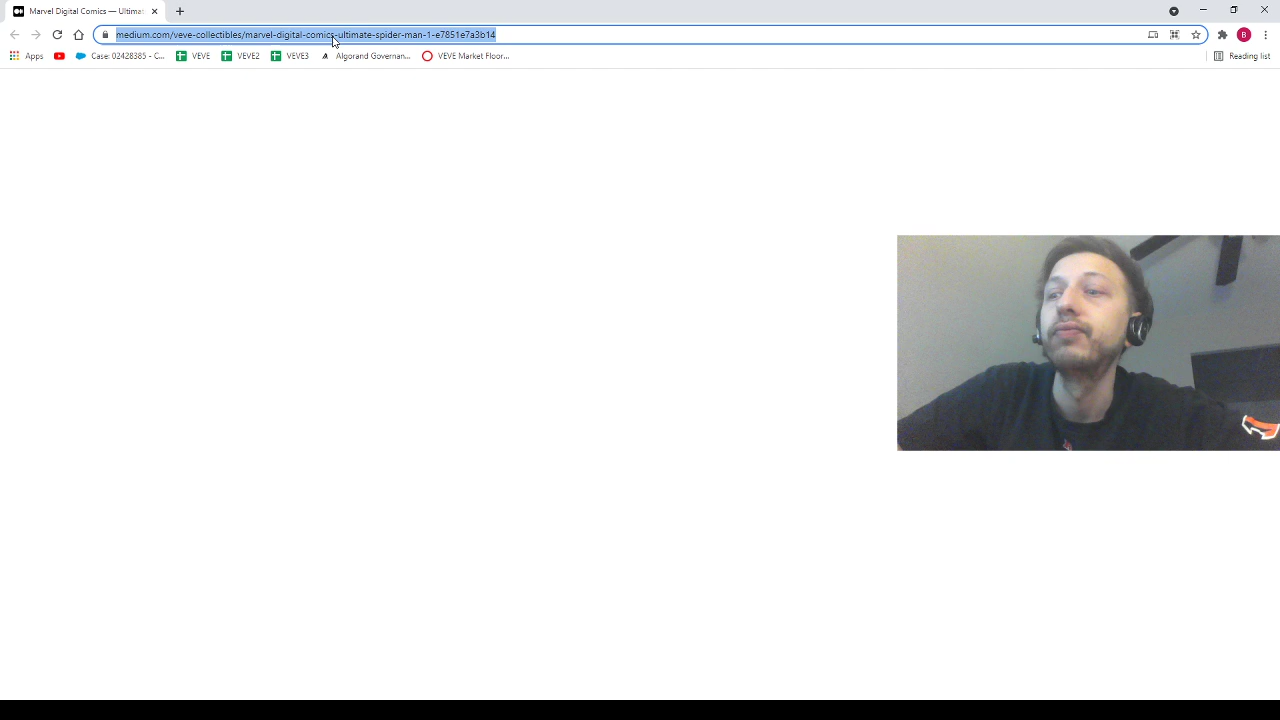 Marvel Digital Comics — Ultimat
medium.com/veve-collectibles/marvel-digital-comics-ultimate-spider-man-1-e7851e7a3b14
B
Apps Case: 02428385 - C... VEVE VEVE2 VEVE3 Algorand Governan... VEVE Market Floor... Reading list